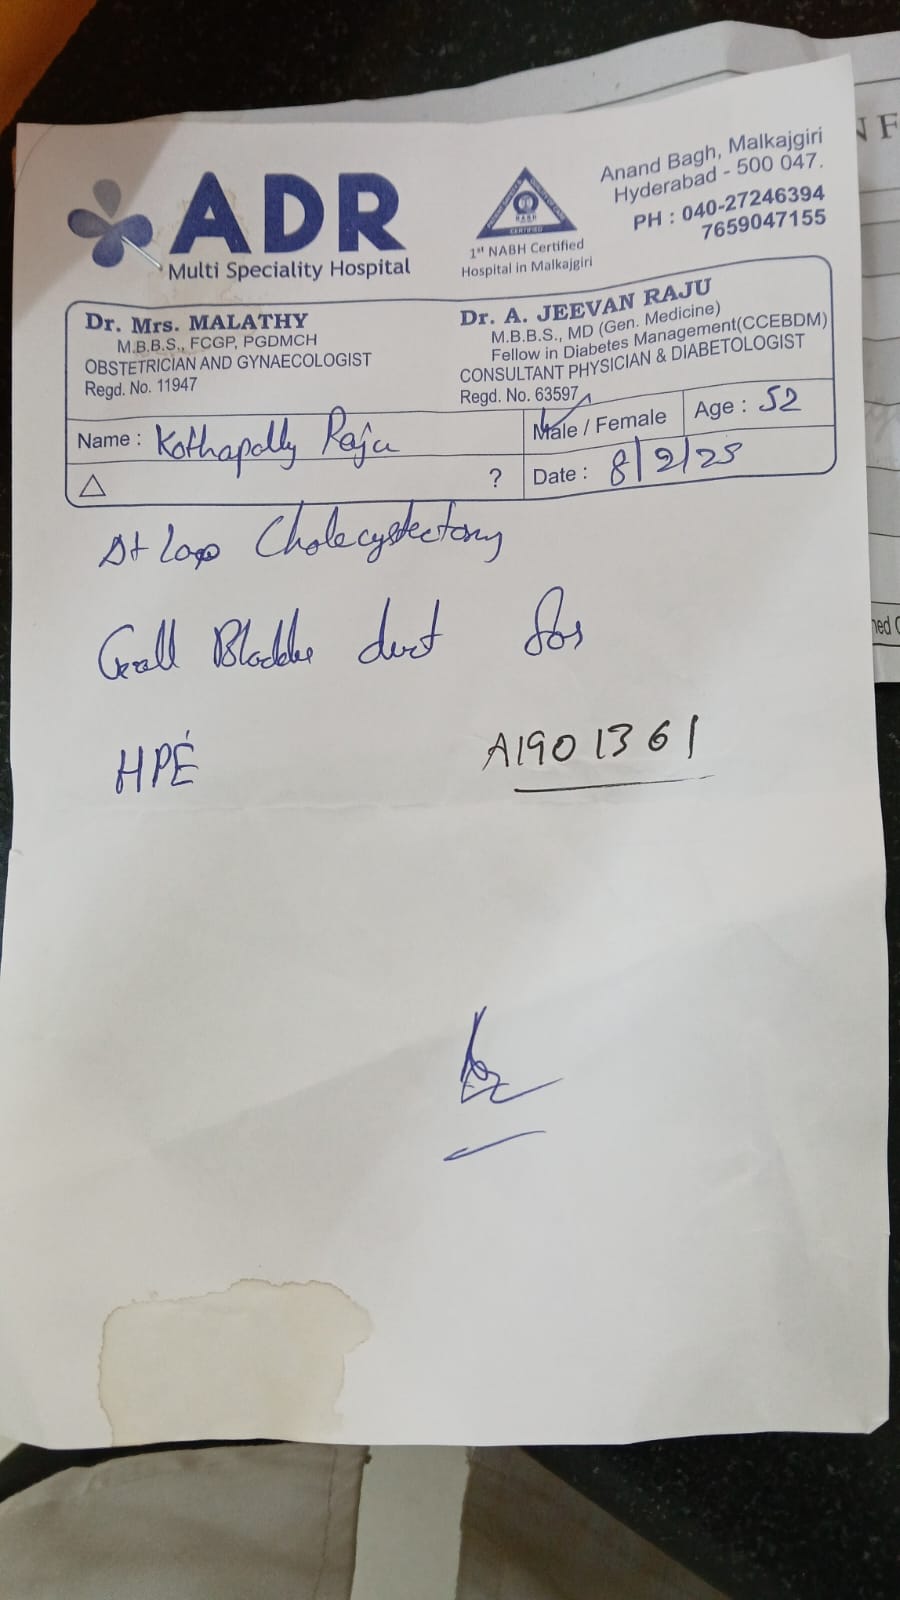 ADR
Multi Speciality Hospital
1st NABH Certified
Hospital in Malkajgiri
Anand Bagh, Malkajgiri
Hyderabad - 500 047.
PH : 040-27246394
7659047155
Dr. Mrs. MALATHY
M.B.B.S., FCGP, PGDMCH
OBSTETRICIAN AND GYNAECOLOGIST
Regd. No. 11947
Dr. A. JEEVAN RAJU
M.B.B.S., MD (Gen. Medicine)
Fellow in Diabetes Management(CCEBDM)
CONSULTANT PHYSICIAN & DIABETOLOGIST
Regd. No. 63597
Name : Kothapally Raju
Male / Female
Age : 52
△ ?
Date : 8/2/25
Lap Cholecystectomy
Gall Bladder
HPE
A1901361